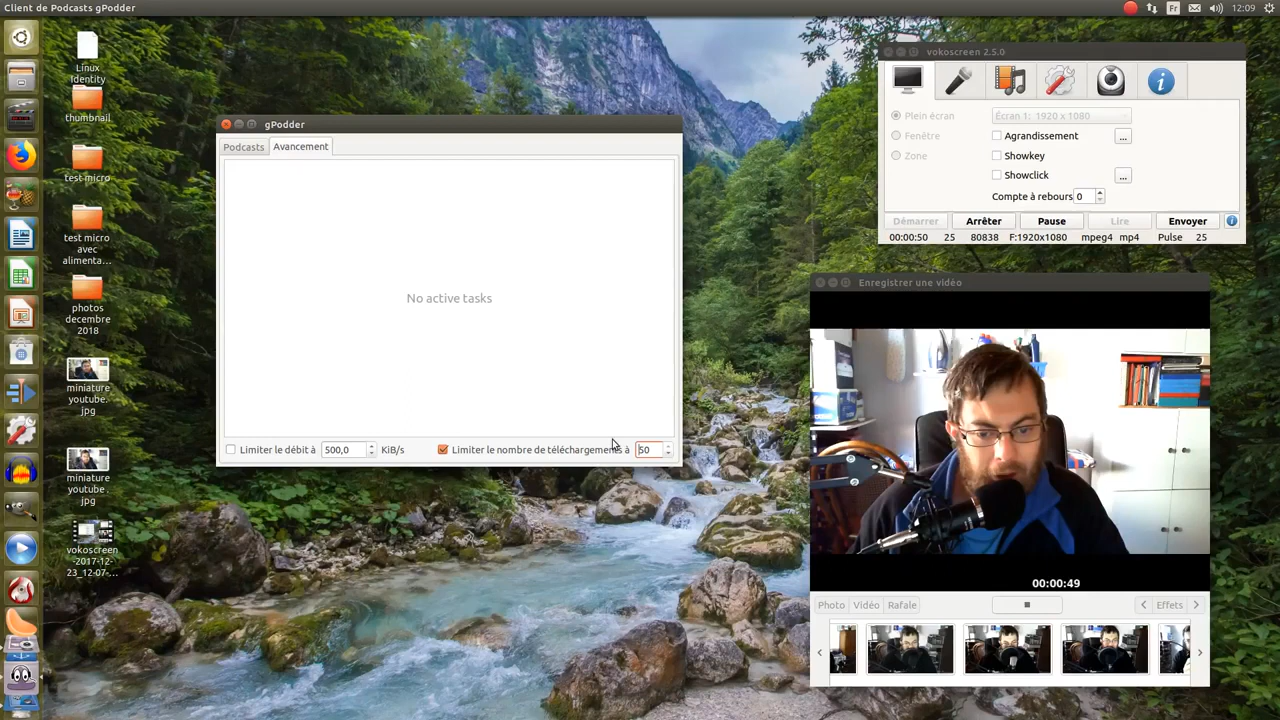 Client de Podcasts gPodder
Fr
12:09
Linux
Identity
thumbnail
test micro
test micro
avec
alimenta...
photos
decembre
2018
miniature
youtube.
jpg
miniature
youtube .
jpg
vokoscreen
-2017-12-
23_12-07-...
gPodder
Podcasts
Avancement
No active tasks
Limiter le débit à
500,0
KiB/s
Limiter le nombre de téléchargements à
50
vokoscreen 2.5.0
Plein écran
Fenêtre
Zone
Écran 1: 1920 x 1080
Agrandissement
...
Showkey
Showclick
...
Compte à rebours
0
Démarrer
Arrêter
Pause
Lire
Envoyer
00:00:50
25
80838
F:1920x1080
mpeg4
mp4
Pulse
25
Enregistrer une vidéo
00:00:49
Photo
Vidéo
Rafale
Effets